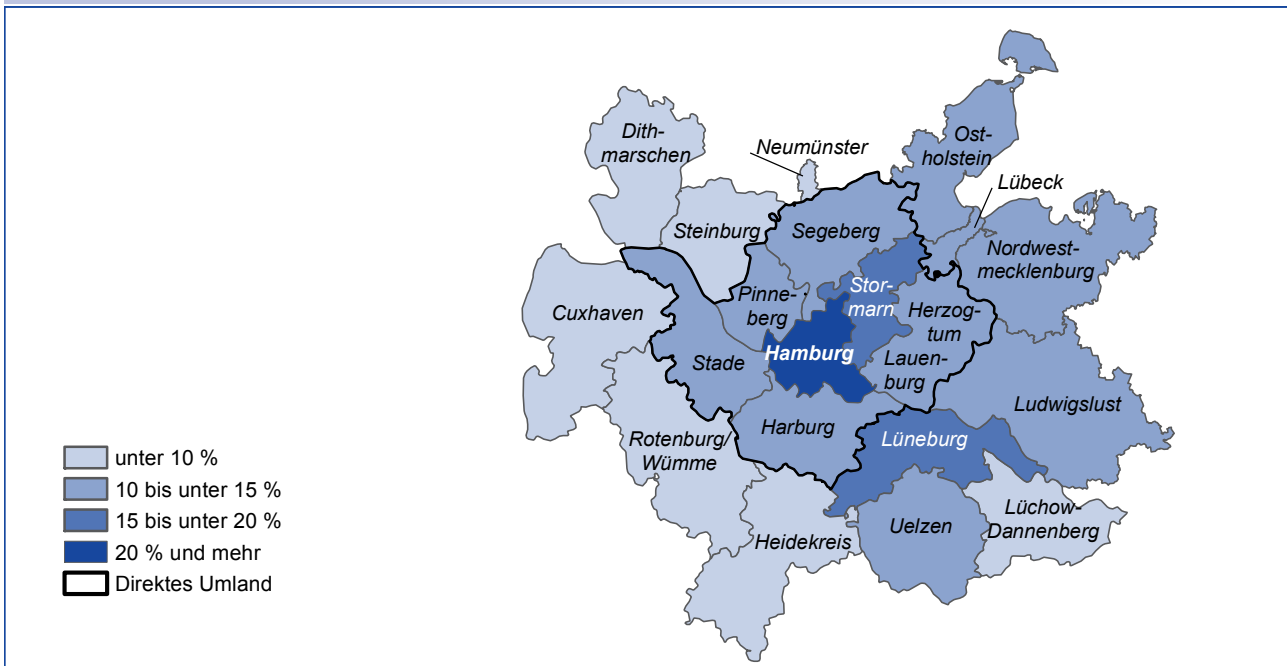 Dith-
marschen
Neumünster
Ost-
holstein
Lübeck
Steinburg
Segeberg
Nordwest-
mecklenburg
Cuxhaven
Pinne-
berg
Stor-
marn
Herzog-
tum
Lauen-
burg
Hamburg
Stade
Ludwigslust
Harburg
Lüneburg
Rotenburg/
Wümme
Uelzen
Lüchow-
Dannenberg
Heidekreis
unter 10 %
10 bis unter 15 %
15 bis unter 20 %
20 % und mehr
Direktes Umland